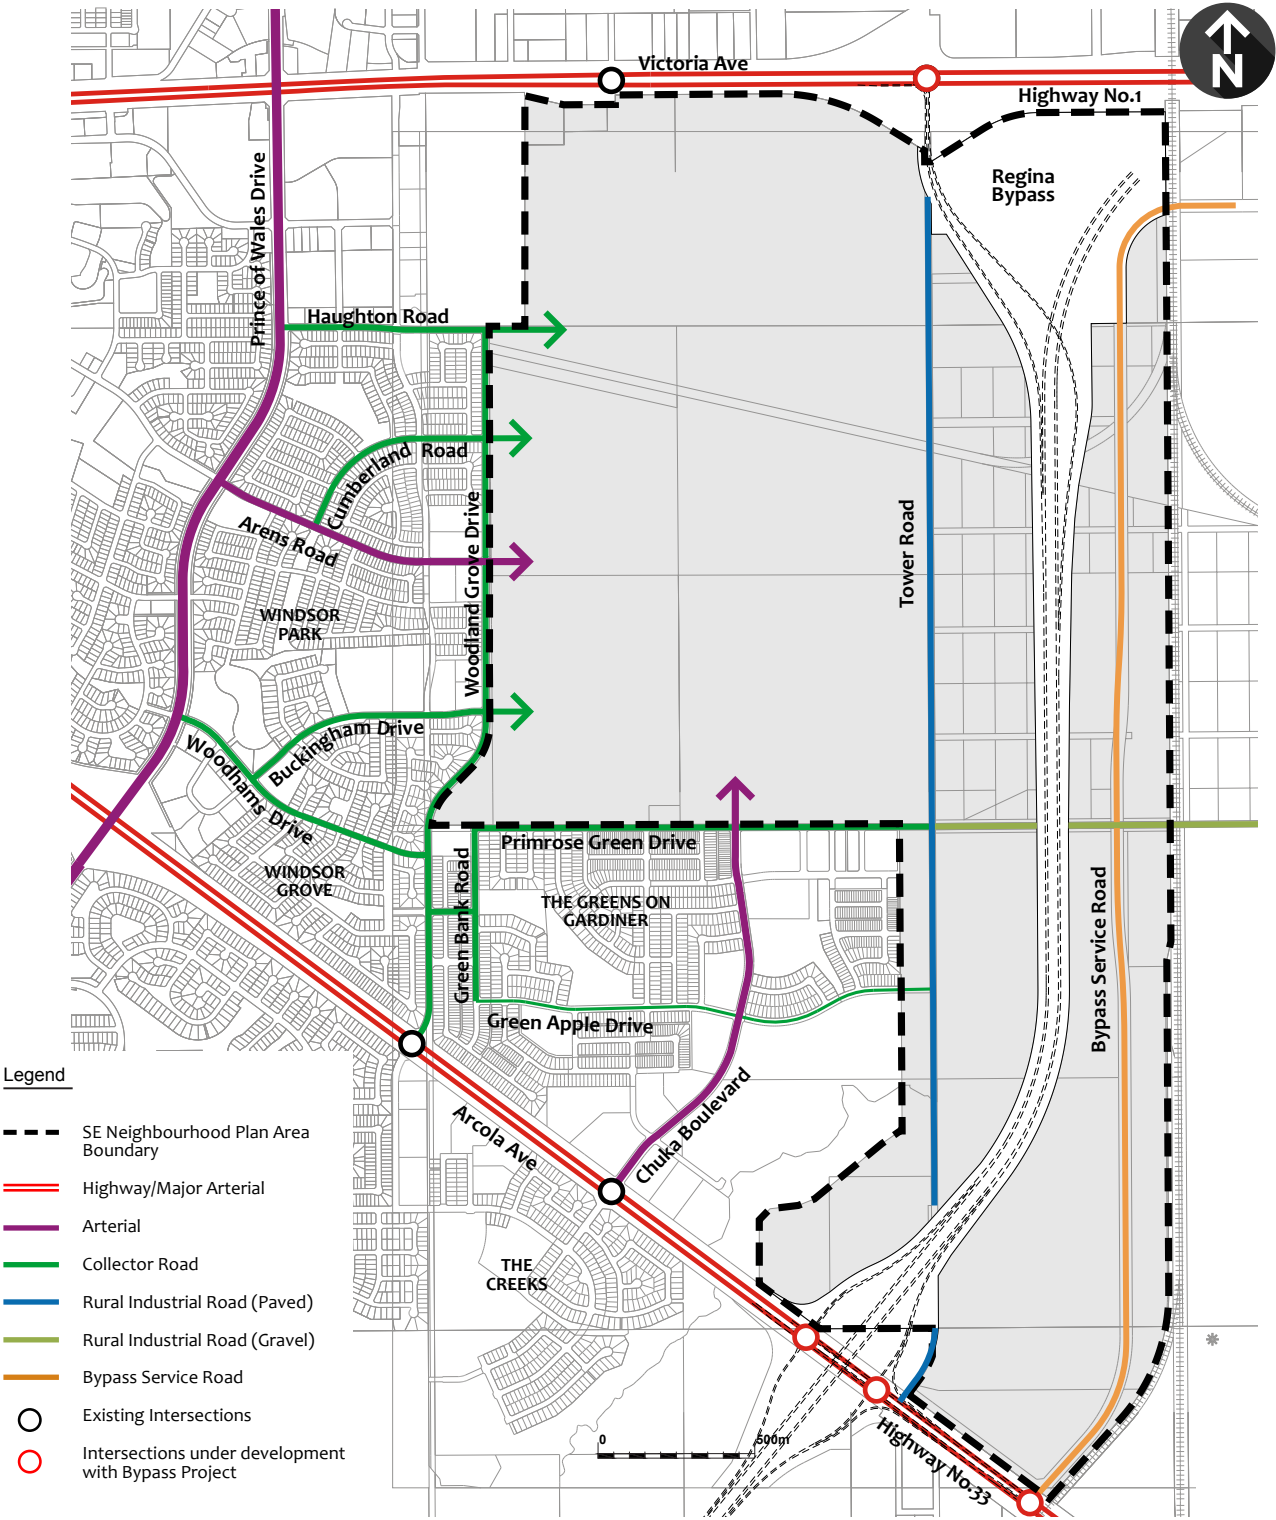 N
Victoria Ave
Highway No.1
Regina
Bypass
Prince of Wales Drive
Haughton Road
Cumberland Road
Arens Road
Woodland Grove Drive
Tower Road
WINDSOR
PARK
Buckingham Drive
Woodhams Drive
Primrose Green Drive
WINDSOR
GROVE
Green Bank Road
THE GREENS ON
GARDINER
Bypass Service Road
Green Apple Drive
Chuka Boulevard
Arcola Ave
THE
CREEKS
Highway No.33
0
500m
Legend
SE Neighbourhood Plan Area
Boundary
Highway/Major Arterial
Arterial
Collector Road
Rural Industrial Road (Paved)
Rural Industrial Road (Gravel)
Bypass Service Road
Existing Intersections
Intersections under development
with Bypass Project